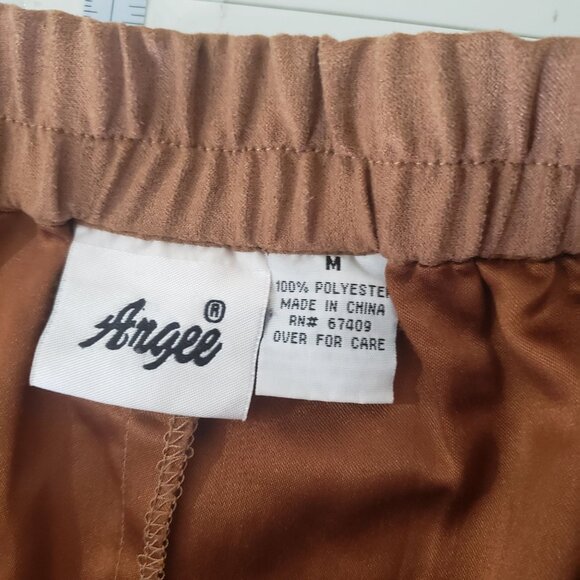 Angee ®
M
100% POLYESTER
MADE IN CHINA
RN# 67409
OVER FOR CARE